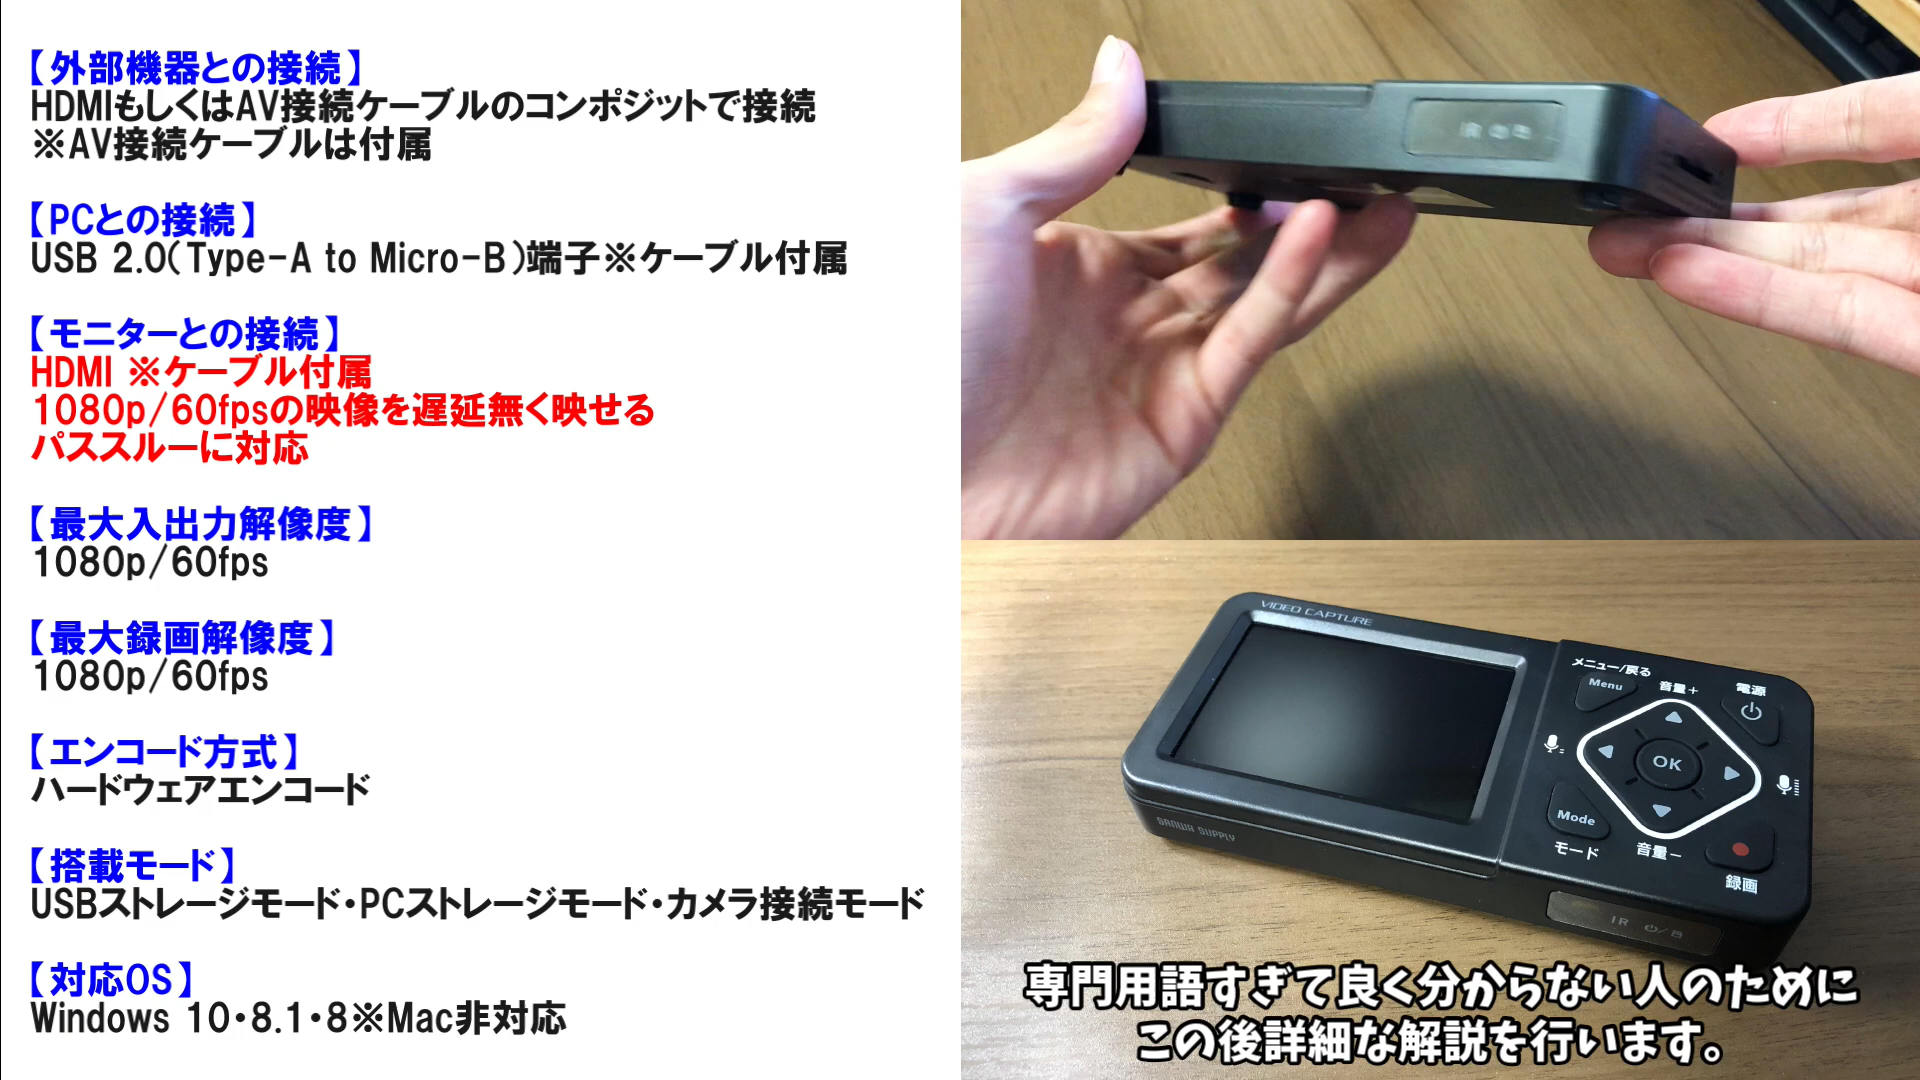 【外部機器との接続】
HDMIもしくはAV接続ケーブルのコンポジットで接続
※AV接続ケーブルは付属
【PCとの接続】
USB 2.0(Type-A to Micro-B)端子※ケーブル付属
【モニターとの接続】
HDMI ※ケーブル付属
1080p/60fpsの映像を遅延無く映せる
パススルーに対応
【最大入出力解像度】
1080p/60fps
【最大録画解像度】
1080p/60fps
【エンコード方式】
ハードウェアエンコード
【搭載モード】
USBストレージモード・PCストレージモード・カメラ接続モード
【対応OS】
Windows 10・8.1・8※Mac非対応
VIDEO CAPTURE
メニュー/戻る
Menu
音量+
電源
OK
Mode
モード
音量-
録画
SANWA SUPPLY
IR
専門用語すぎて良く分からない人のために
この後詳細な解説を行います。